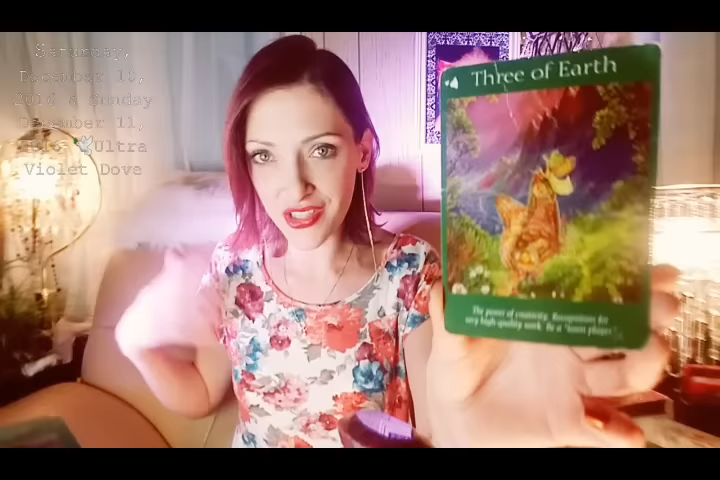 Saturday,
December 10,
2016 & Sunday
December 11,
Ultra
Violet Dove
Three of Earth
The power of creativity. Recognition for
very high-quality work. Be a "team player".